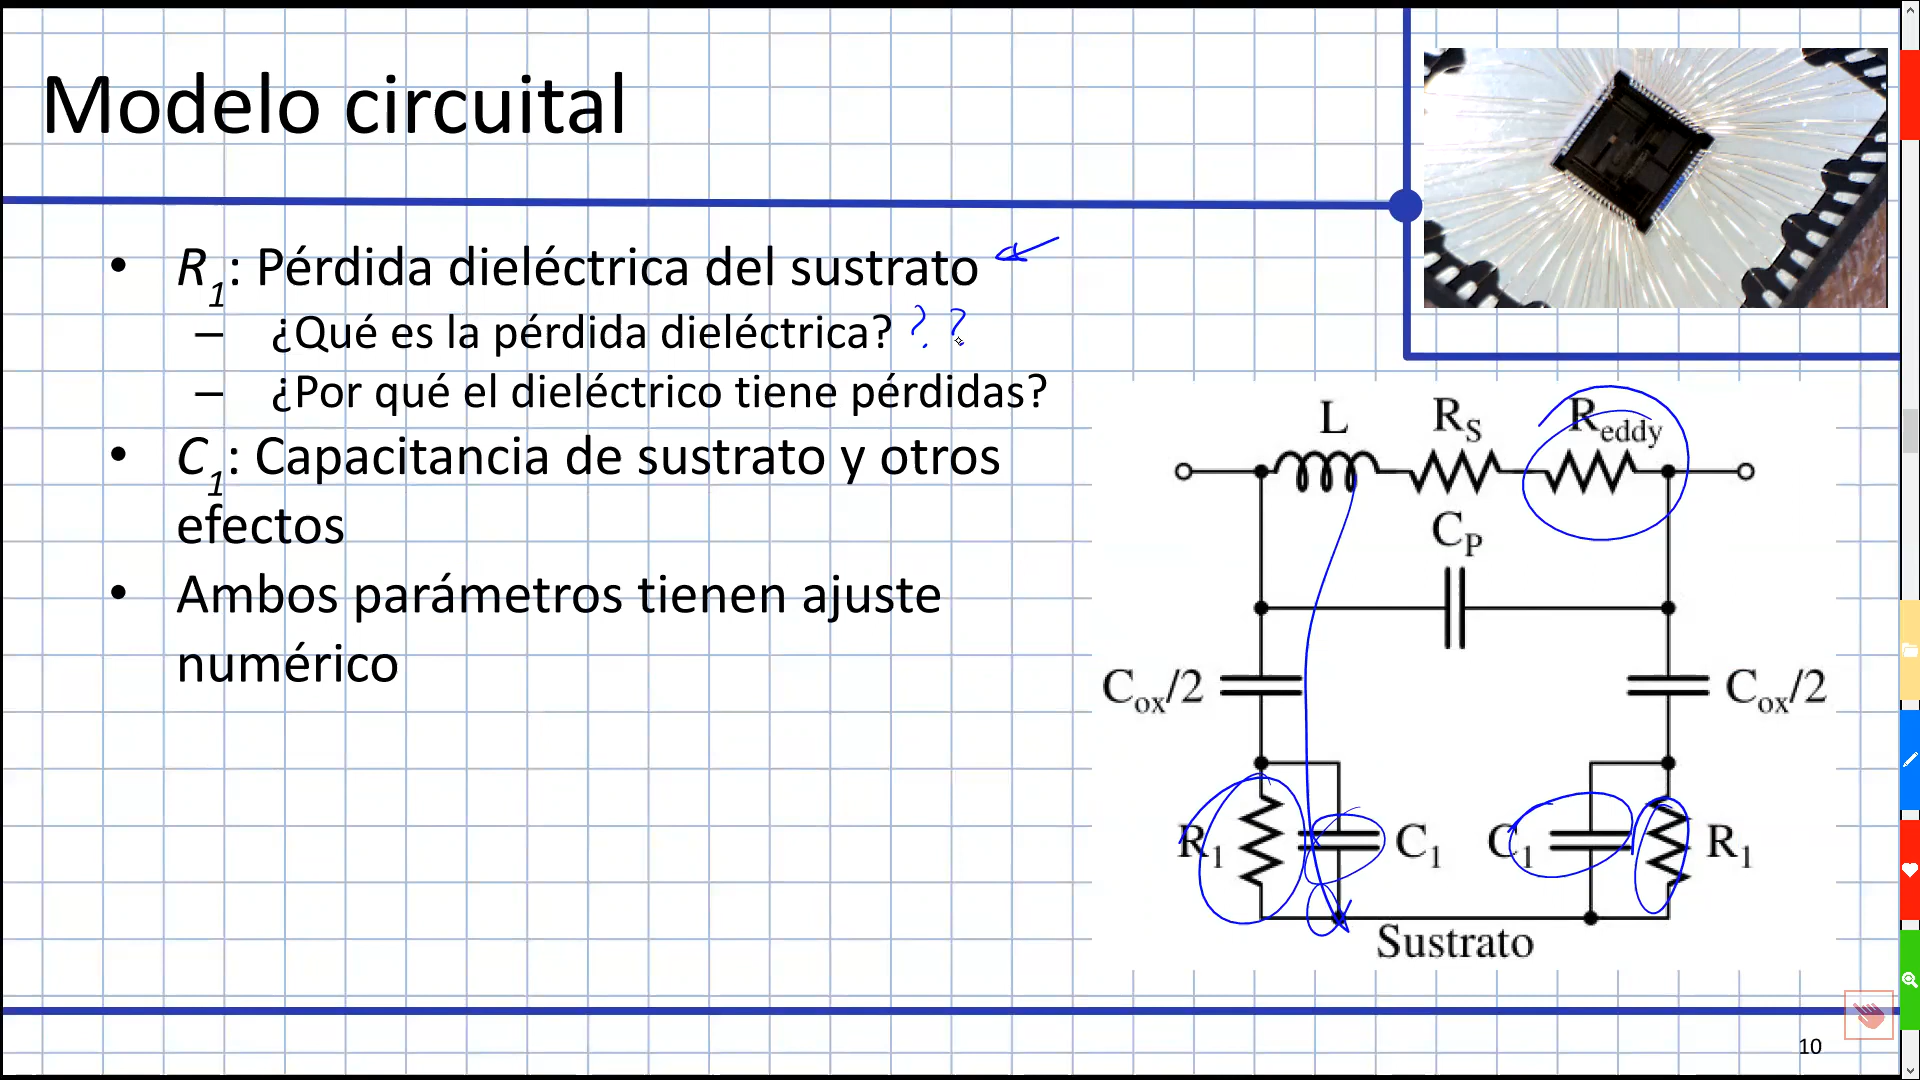 Modelo circuital
• R1: Pérdida dieléctrica del sustrato
– ¿Qué es la pérdida dieléctrica? ? ?
– ¿Por qué el dieléctrico tiene pérdidas?
• C1: Capacitancia de sustrato y otros
efectos
• Ambos parámetros tienen ajuste
numérico
L RS Reddy
CP
Cox/2 Cox/2
R1 C1 C1 R1
Sustrato
10